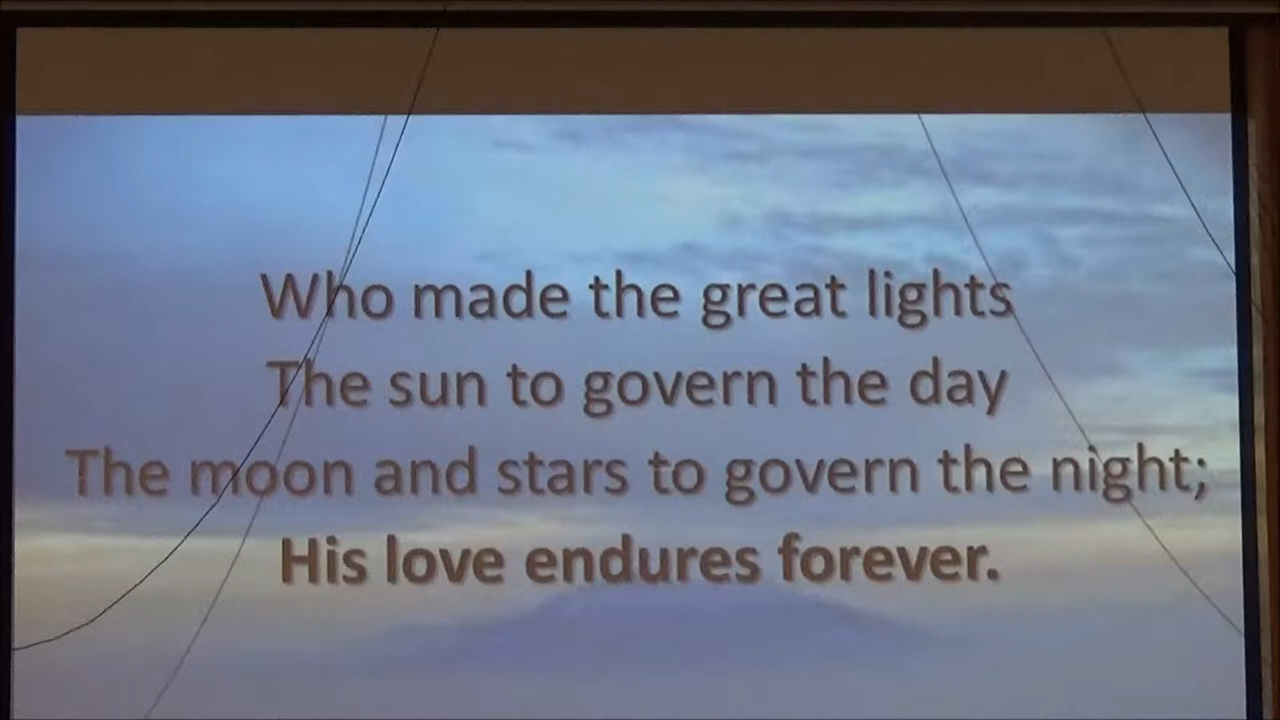 Who made the great lights
The sun to govern the day
The moon and stars to govern the night;
His love endures forever.